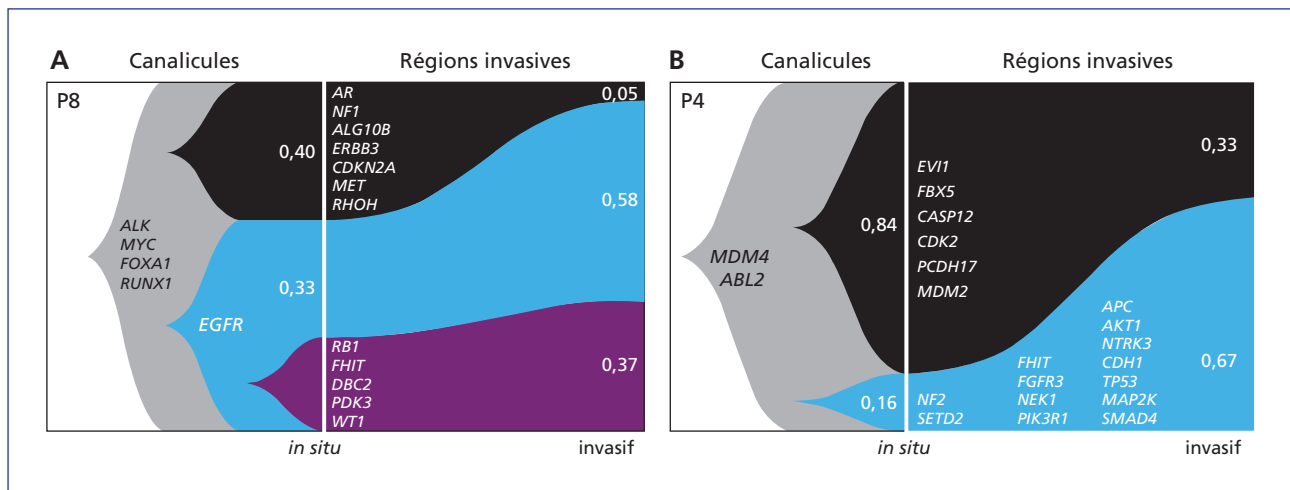 A
Canalicules
Régions invasives
P8
ALK
MYC
FOXA1
RUNX1
EGFR
0,40
0,33
AR
NF1
ALG10B
ERBB3
CDKN2A
MET
RHOH
RB1
FHIT
DBC2
PDK3
WT1
0,05
0,58
0,37
in situ
invasif
B
Canalicules
Régions invasives
P4
MDM4
ABL2
0,84
0,16
EVI1
FBX5
CASP12
CDK2
PCDH17
MDM2
NF2
SETD2
FHIT
FGFR3
NEK1
PIK3R1
APC
AKT1
NTRK3
CDH1
TP53
MAP2K
SMAD4
0,33
0,67
in situ
invasif